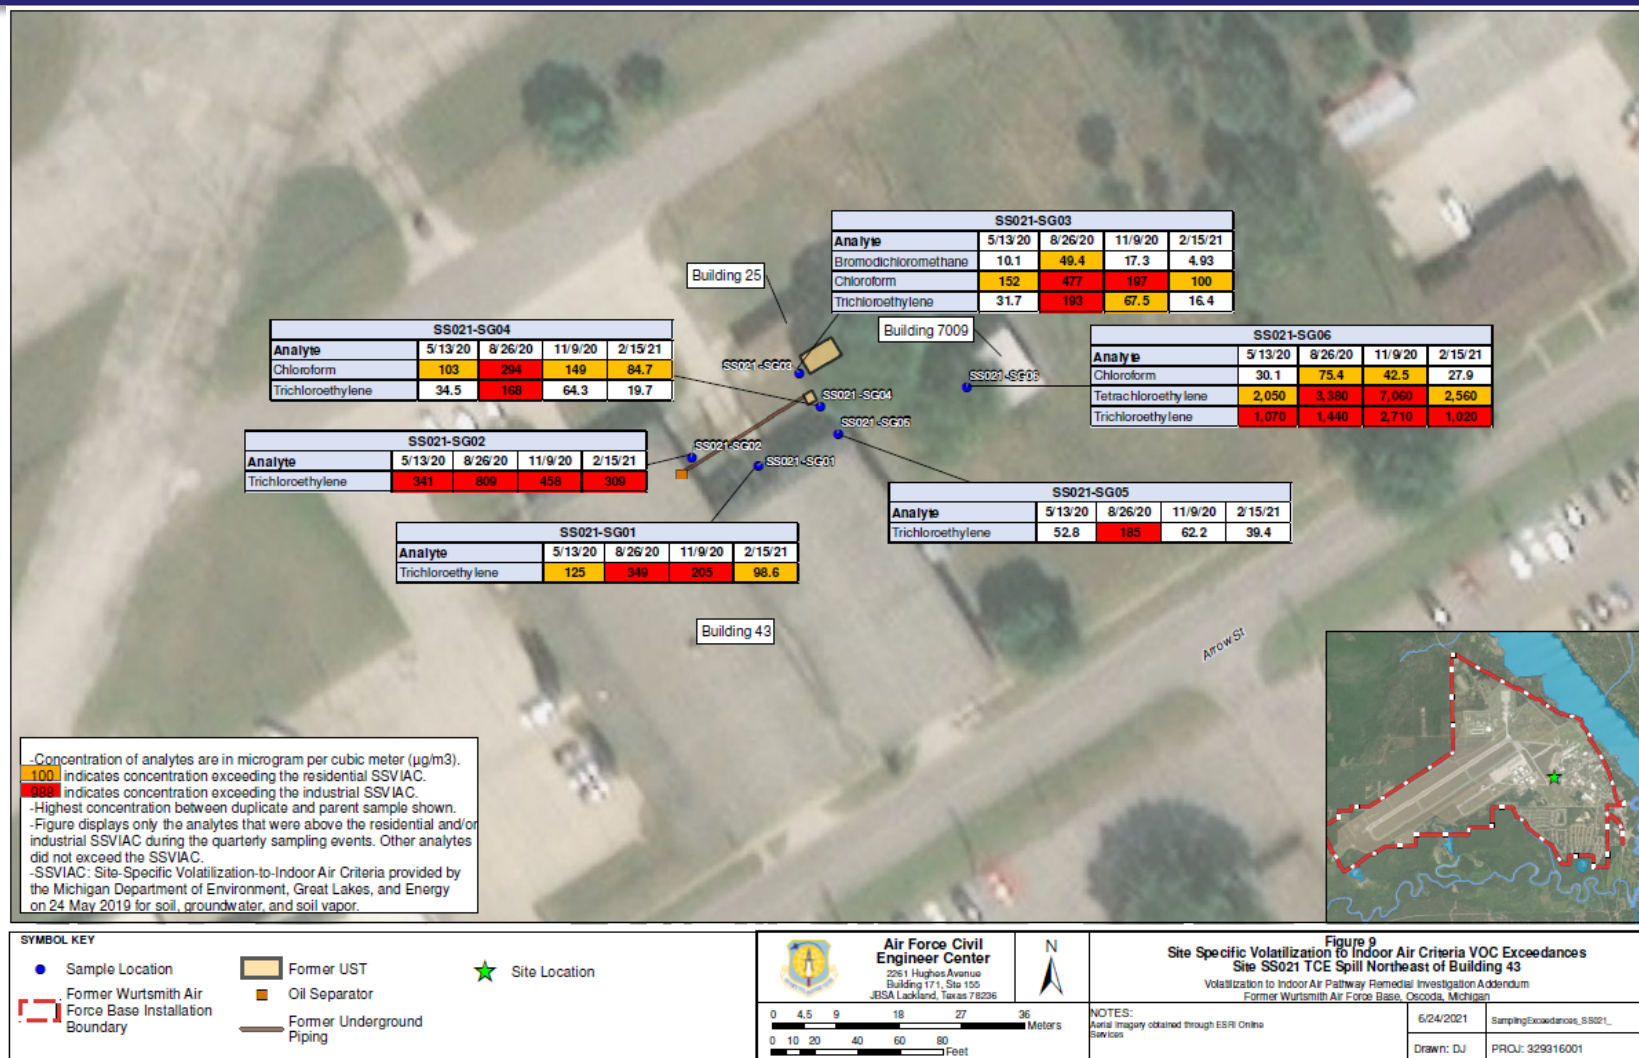 SS021-SG03
Analyte 5/13/20 8/26/20 11/9/20 2/15/21
Bromodichloromethane 10.1 49.4 17.3 4.93
Chloroform 152 477 197 100
Trichloroethylene 31.7 193 67.5 16.4
Building 25
Building 7009
SS021-SG04
Analyte 5/13/20 8/26/20 11/9/20 2/15/21
Chloroform 103 294 149 84.7
Trichloroethylene 34.5 168 64.3 19.7
SS021-SG06
Analyte 5/13/20 8/26/20 11/9/20 2/15/21
Chloroform 30.1 75.4 42.5 27.9
Tetrachloroethylene 2,050 3,380 7,060 2,560
Trichloroethylene 1,070 1,440 2,710 1,020
SS021-SG03
SS021-SG06
SS021-SG04
SS021-SG05
SS021-SG02
SS021-SG01
SS021-SG02
Analyte 5/13/20 8/26/20 11/9/20 2/15/21
Trichloroethylene 341 809 458 309
SS021-SG05
Analyte 5/13/20 8/26/20 11/9/20 2/15/21
Trichloroethylene 52.8 185 62.2 39.4
SS021-SG01
Analyte 5/13/20 8/26/20 11/9/20 2/15/21
Trichloroethylene 125 349 205 98.6
Building 43
Arrow St
-Concentration of analytes are in microgram per cubic meter (µg/m3).
100 indicates concentration exceeding the residential SSVIAC.
988 indicates concentration exceeding the industrial SSVIAC.
-Highest concentration between duplicate and parent sample shown.
-Figure displays only the analytes that were above the residential and/or
industrial SSVIAC during the quarterly sampling events. Other analytes
did not exceed the SSVIAC.
-SSVIAC: Site-Specific Volatilization-to-Indoor Air Criteria provided by
the Michigan Department of Environment, Great Lakes, and Energy
on 24 May 2019 for soil, groundwater, and soil vapor.
SYMBOL KEY
Sample Location
Former Wurtsmith Air
Force Base Installation
Boundary
Former UST
Oil Separator
Former Underground
Piping
Site Location
Air Force Civil
Engineer Center
2261 Hughes Avenue
Building 171, Ste 155
JBSA Lackland, Texas 78236
N
0 4.5 9 18 27 36
Meters
0 10 20 40 60 80
Feet
Figure 9
Site Specific Volatilization to Indoor Air Criteria VOC Exceedances
Site SS021 TCE Spill Northeast of Building 43
Volatilization to Indoor Air Pathway Remedial Investigation Addendum
Former Wurtsmith Air Force Base, Oscoda, Michigan
NOTES:
Aerial Imagery obtained through ESRI Online
Services
6/24/2021
SamplingExceedances_SS021_
Drawn: DJ
PROJ: 329316001